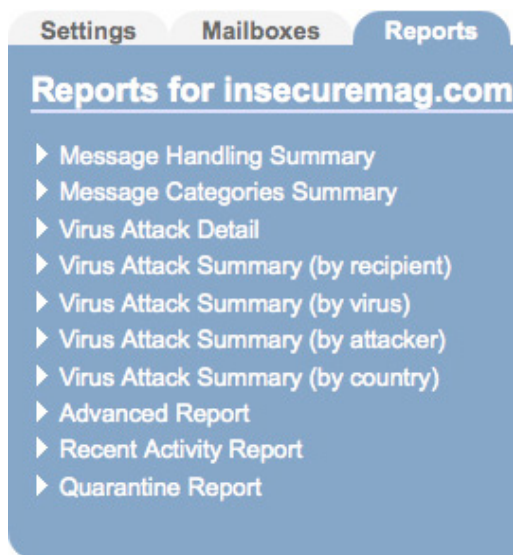 Settings Mailboxes Reports
Reports for insecuremag.com
Message Handling Summary
Message Categories Summary
Virus Attack Detail
Virus Attack Summary (by recipient)
Virus Attack Summary (by virus)
Virus Attack Summary (by attacker)
Virus Attack Summary (by country)
Advanced Report
Recent Activity Report
Quarantine Report